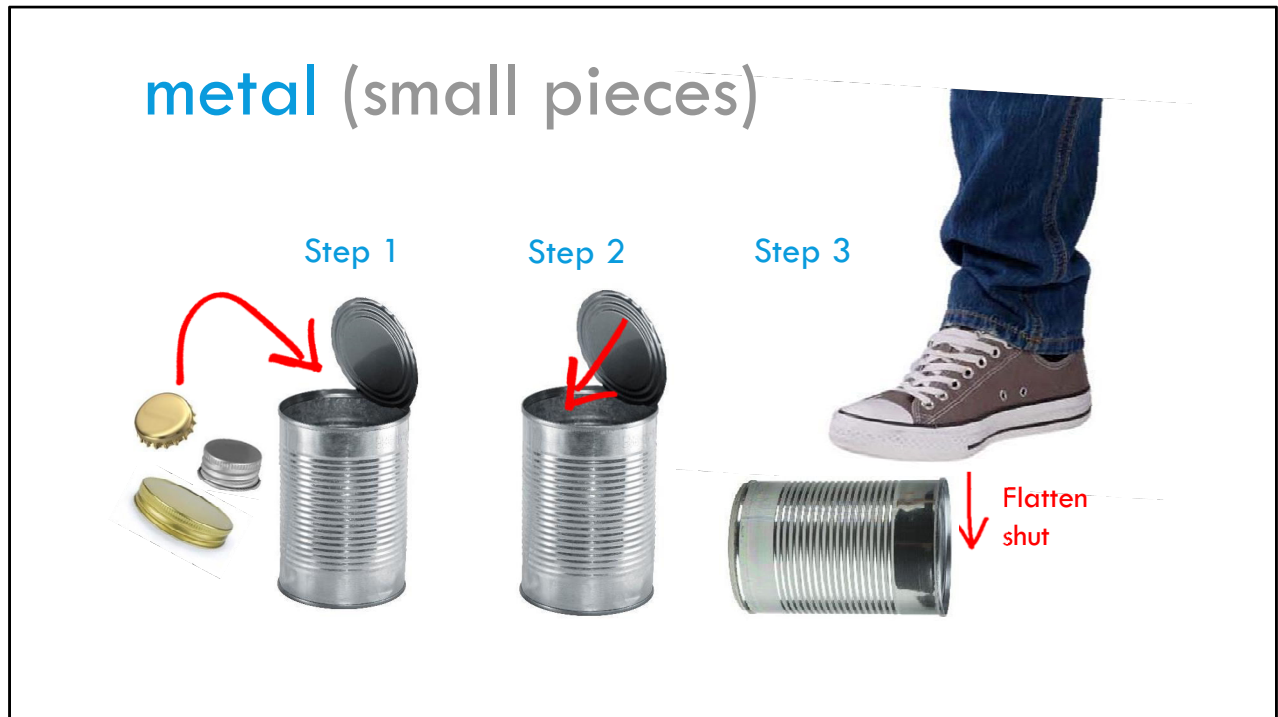 metal (small pieces)
Step 1
Step 2
Step 3
Flatten
shut